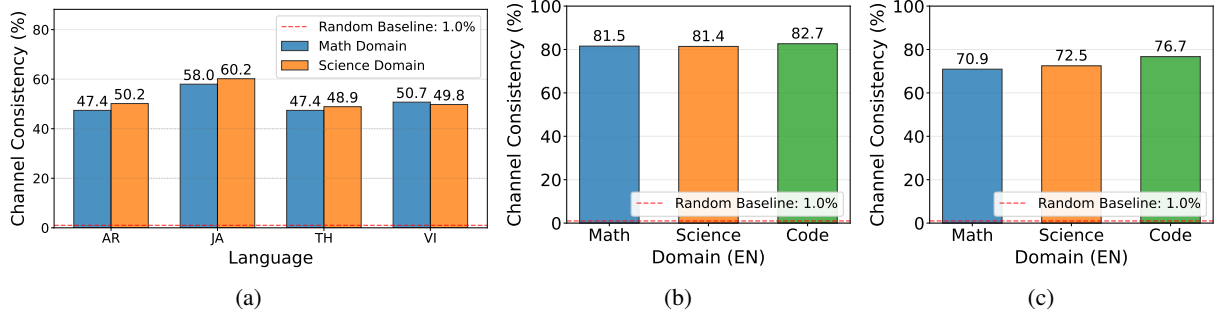 Channel Consistency (%)
80
60
40
20
0
Random Baseline: 1.0%
Math Domain
Science Domain
47.4 50.2 58.0 60.2 47.4 48.9 50.7 49.8
AR JA TH VI
Language
(a)
Channel Consistency (%)
100
80
60
40
20
0
81.5 81.4 82.7
Random Baseline: 1.0%
Math Science Code
Domain (EN)
(b)
Channel Consistency (%)
100
80
60
40
20
0
70.9 72.5 76.7
Random Baseline: 1.0%
Math Science Code
Domain (EN)
(c)